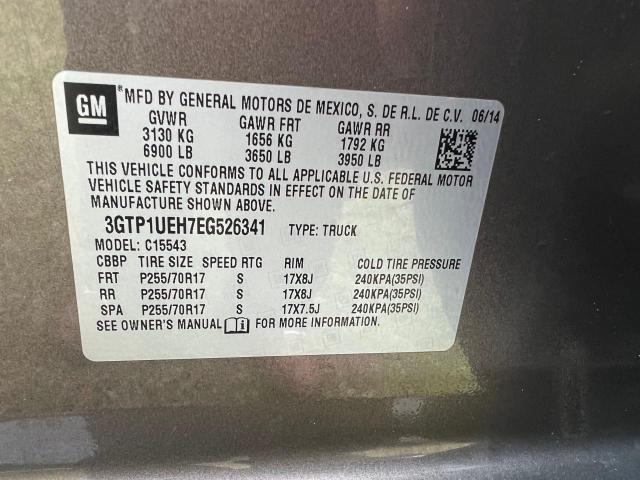 GM
® MFD BY GENERAL MOTORS DE MEXICO, S. DE R.L. DE C.V. 06/14
GVWR GAWR FRT GAWR RR
3130 KG 1656 KG 1792 KG
6900 LB 3650 LB 3950 LB
THIS VEHICLE CONFORMS TO ALL APPLICABLE U.S. FEDERAL MOTOR
VEHICLE SAFETY STANDARDS IN EFFECT ON THE DATE OF
MANUFACTURE SHOWN ABOVE.
3GTP1UEH7EG526341 TYPE: TRUCK
MODEL: C15543
CBBP TIRE SIZE SPEED RTG RIM COLD TIRE PRESSURE
FRT P255/70R17 S 17X8J 240KPA(35PSI)
RR P255/70R17 S 17X8J 240KPA(35PSI)
SPA P255/70R17 S 17X7.5J 240KPA(35PSI)
SEE OWNER'S MANUAL FOR MORE INFORMATION.